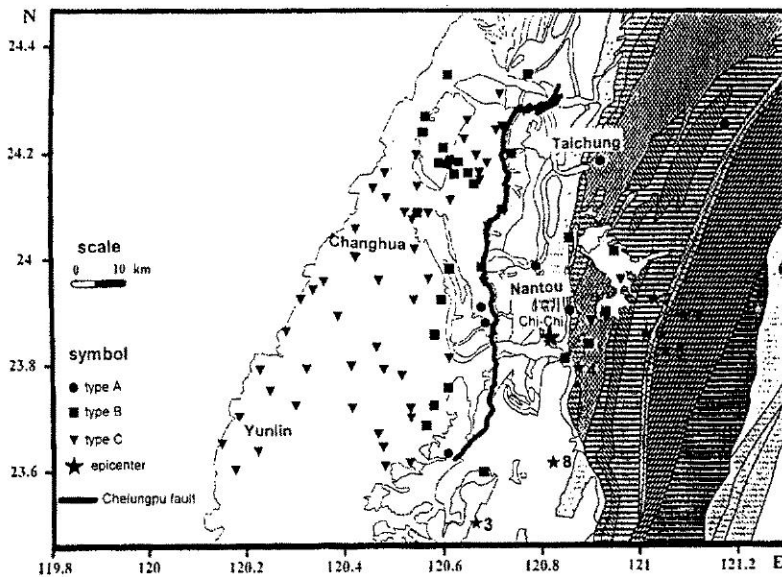 N
24.4
24.2
24
23.8
23.6
Taichung
Changhua
Nantou
Chi-Chi
Yunlin
scale
0 10 km
symbol
type A
type B
type C
epicenter
Chelungpu fault
4
8
3
119.8 120 120.2 120.4 120.6 120.8 121 121.2 E